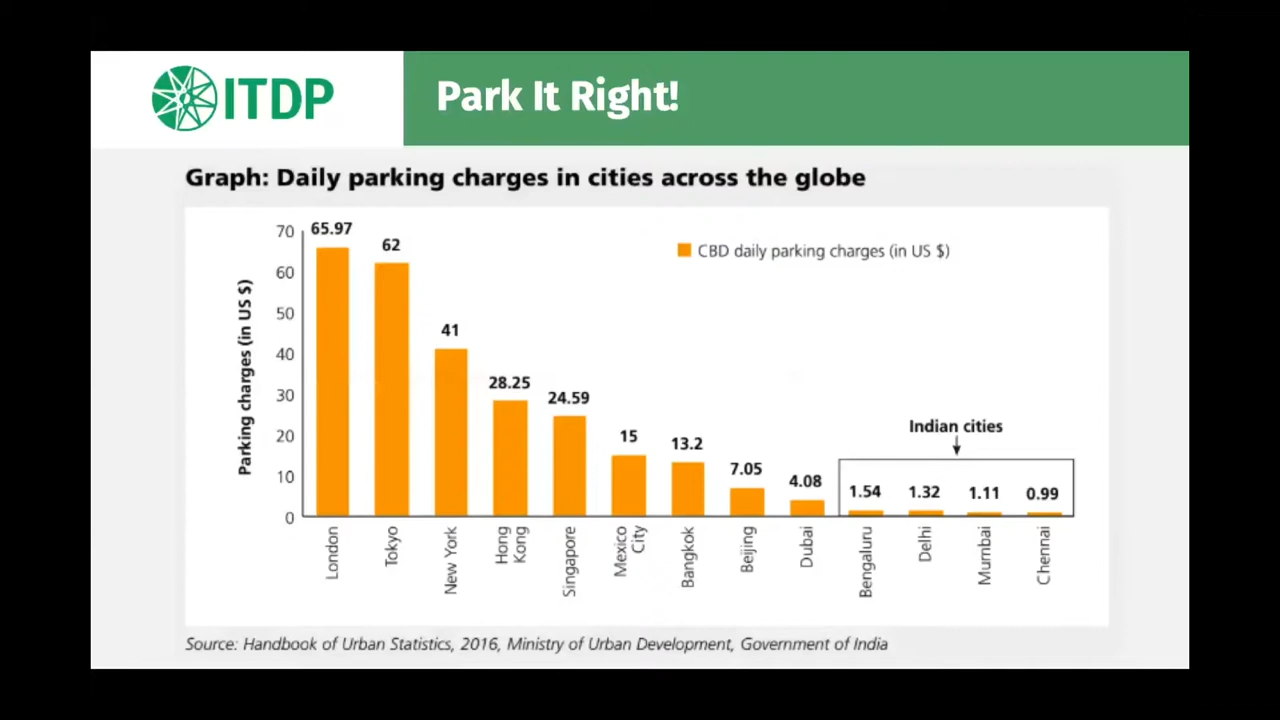 ITDP
Park It Right!
Graph: Daily parking charges in cities across the globe
CBD daily parking charges (in US $)
Parking charges (in US $)
70
60
50
40
30
20
10
0
65.97
62
41
28.25
24.59
15
13.2
7.05
4.08
Indian cities
1.54
1.32
1.11
0.99
London
Tokyo
New York
Hong
Kong
Singapore
Mexico
City
Bangkok
Beijing
Dubai
Bengaluru
Delhi
Mumbai
Chennai
Source: Handbook of Urban Statistics, 2016, Ministry of Urban Development, Government of India